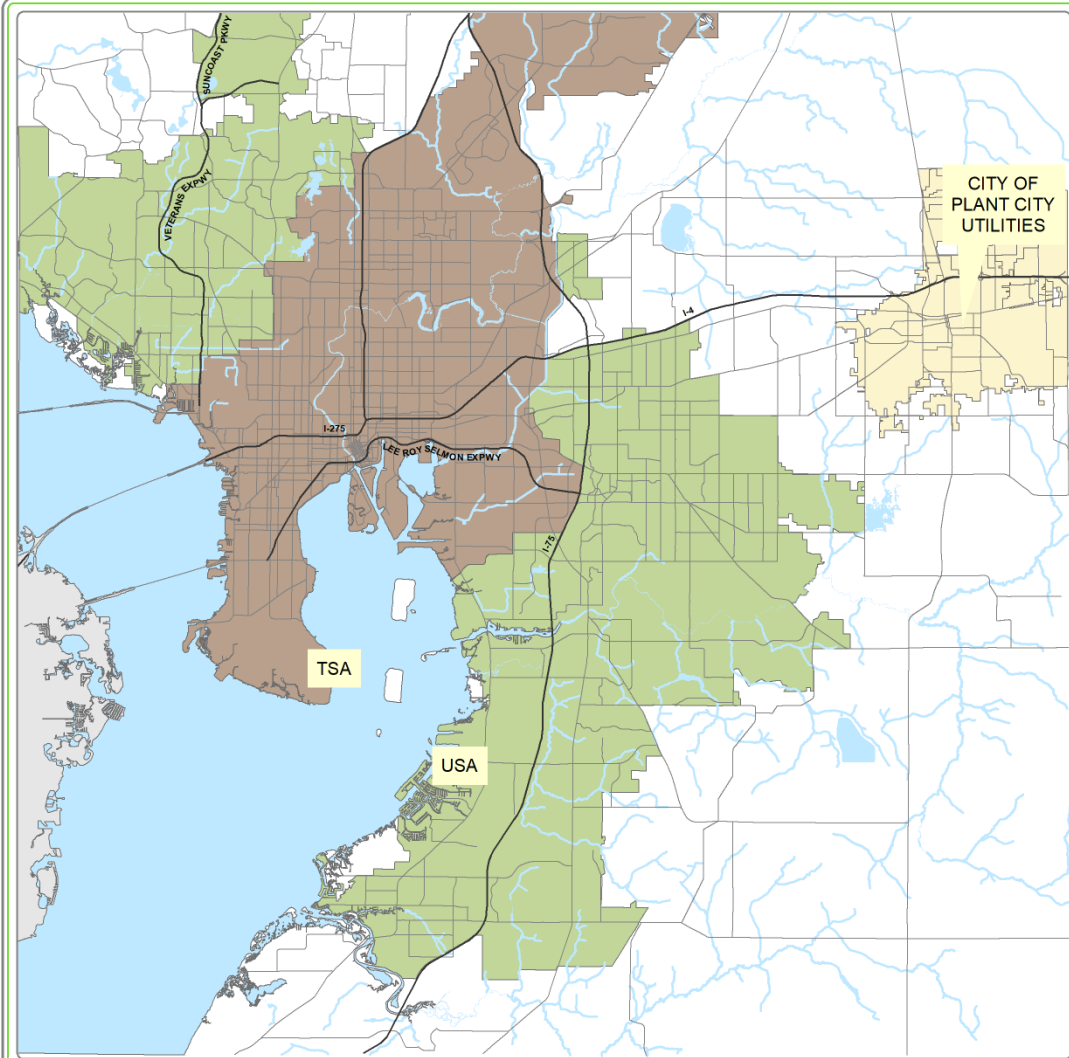 SUNCOAST PKWY
VETERANS EXPWY
CITY OF
PLANT CITY
UTILITIES
I-4
I-275
LEE ROY SELMON EXPWY
I-75
TSA
USA